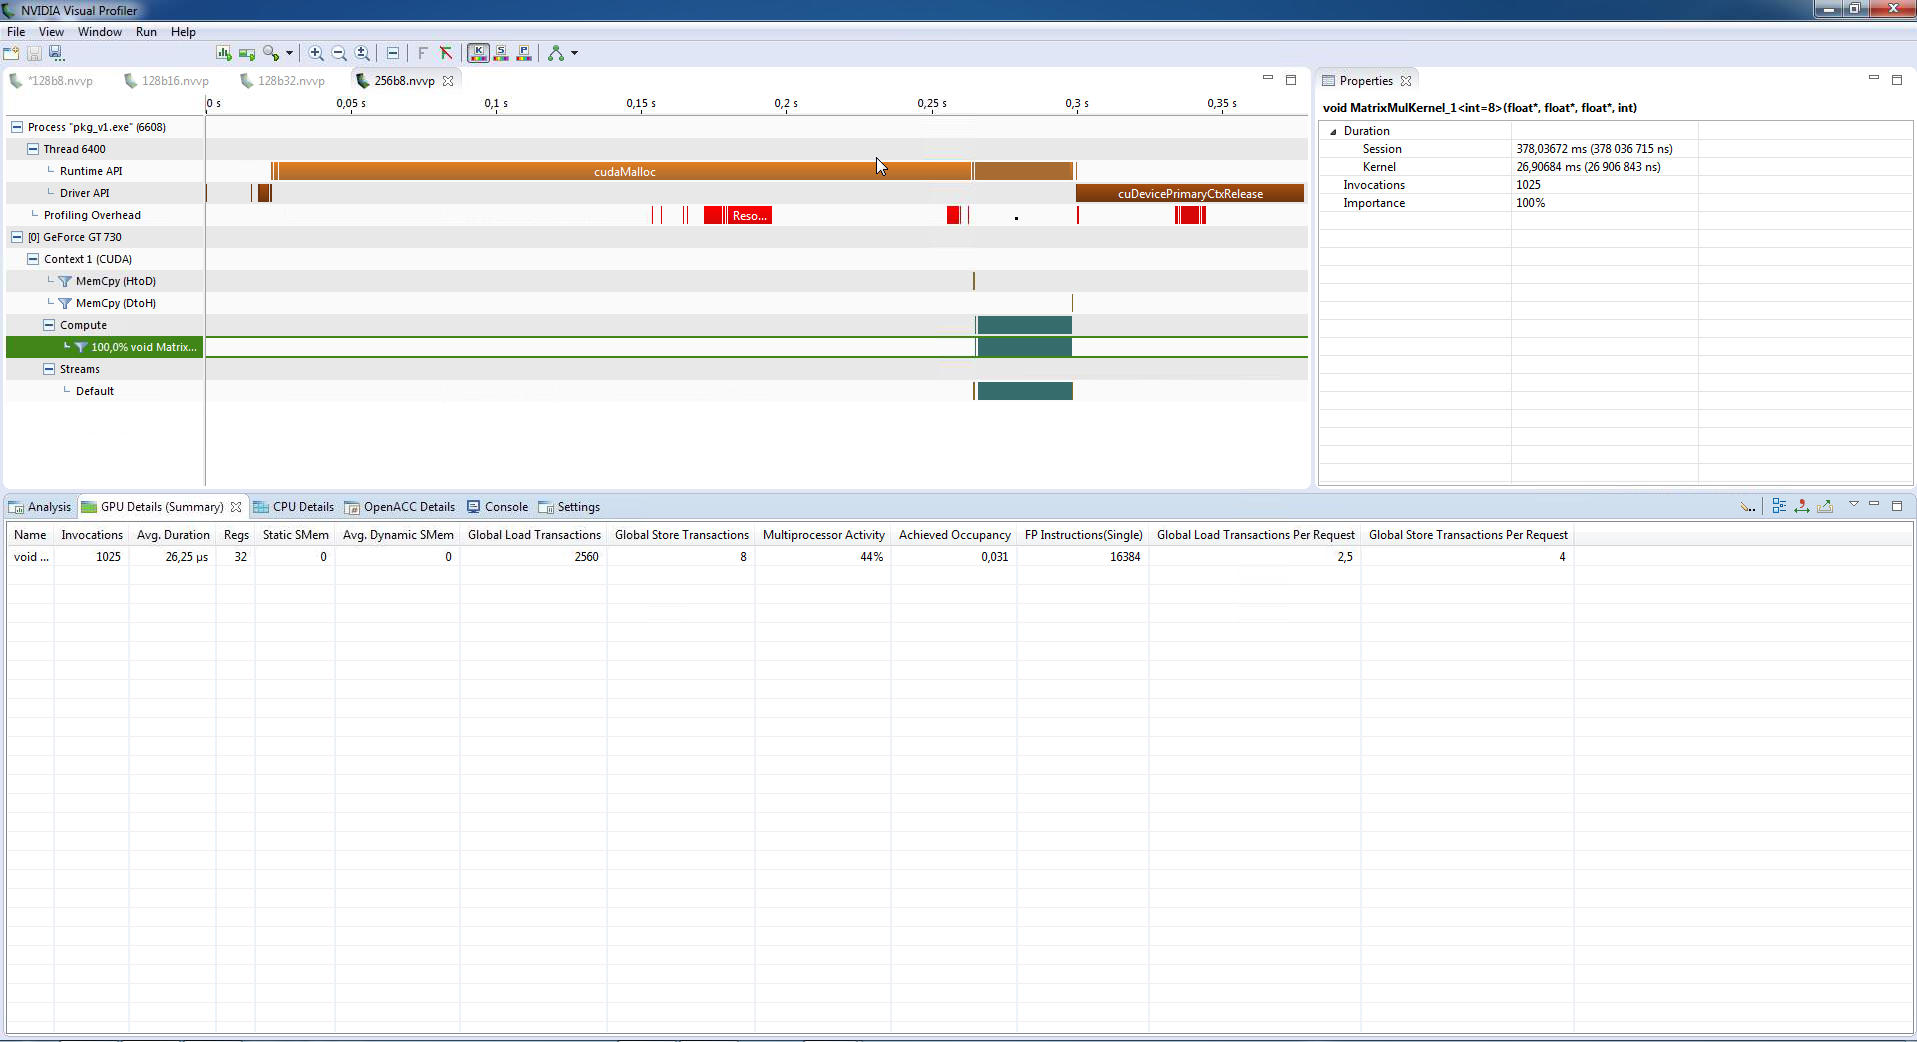 NVIDIA Visual Profiler
File View Window Run Help
*128b8.nvvp 128b16.nvvp 128b32.nvvp 256b8.nvvp
0 s 0,05 s 0,1 s 0,15 s 0,2 s 0,25 s 0,3 s 0,35 s
Process "pkg_v1.exe" (6608)
Thread 6400
Runtime API cudaMalloc
Driver API cuDevicePrimaryCtxRelease
Profiling Overhead Reso...
[0] GeForce GT 730
Context 1 (CUDA)
MemCpy (HtoD)
MemCpy (DtoH)
Compute
100,0% void Matrix...
Streams
Default
Properties
void MatrixMulKernel_1<int=8>(float*, float*, float*, int)
Duration
Session 378,03672 ms (378 036 715 ns)
Kernel 26,90684 ms (26 906 843 ns)
Invocations 1025
Importance 100%
Analysis GPU Details (Summary) CPU Details OpenACC Details Console Settings
Name Invocations Avg. Duration Regs Static SMem Avg. Dynamic SMem Global Load Transactions Global Store Transactions Multiprocessor Activity Achieved Occupancy FP Instructions(Single) Global Load Transactions Per Request Global Store Transactions Per Request
void ... 1025 26,25 µs 32 0 0 2560 8 44% 0,031 16384 2,5 4